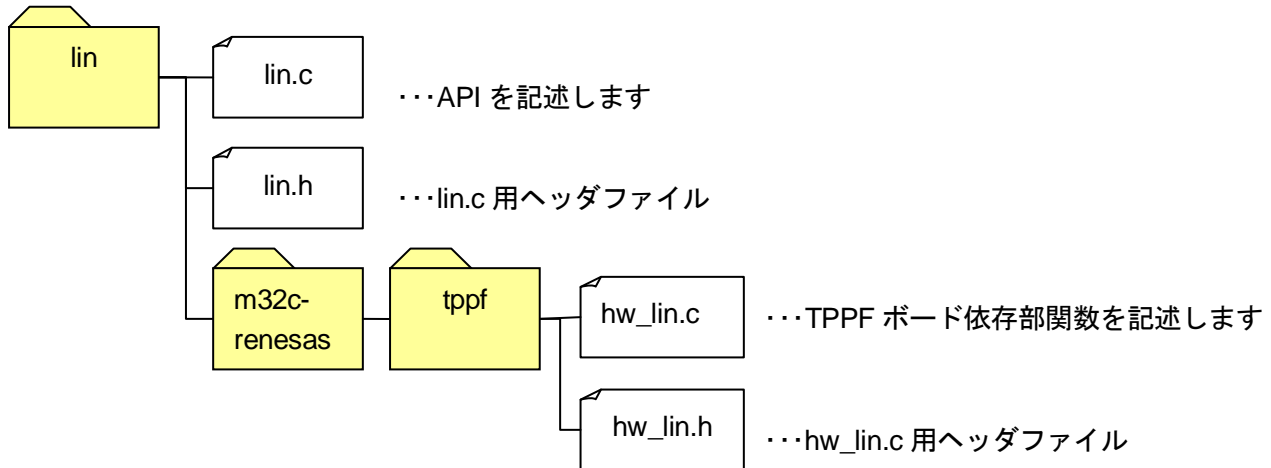 lin
lin.c
･･･API を記述します
lin.h
･･･lin.c 用ヘッダファイル
m32c-
renesas
tppf
hw_lin.c
･･･TPPF ボード依存部関数を記述します
hw_lin.h
･･･hw_lin.c 用ヘッダファイル